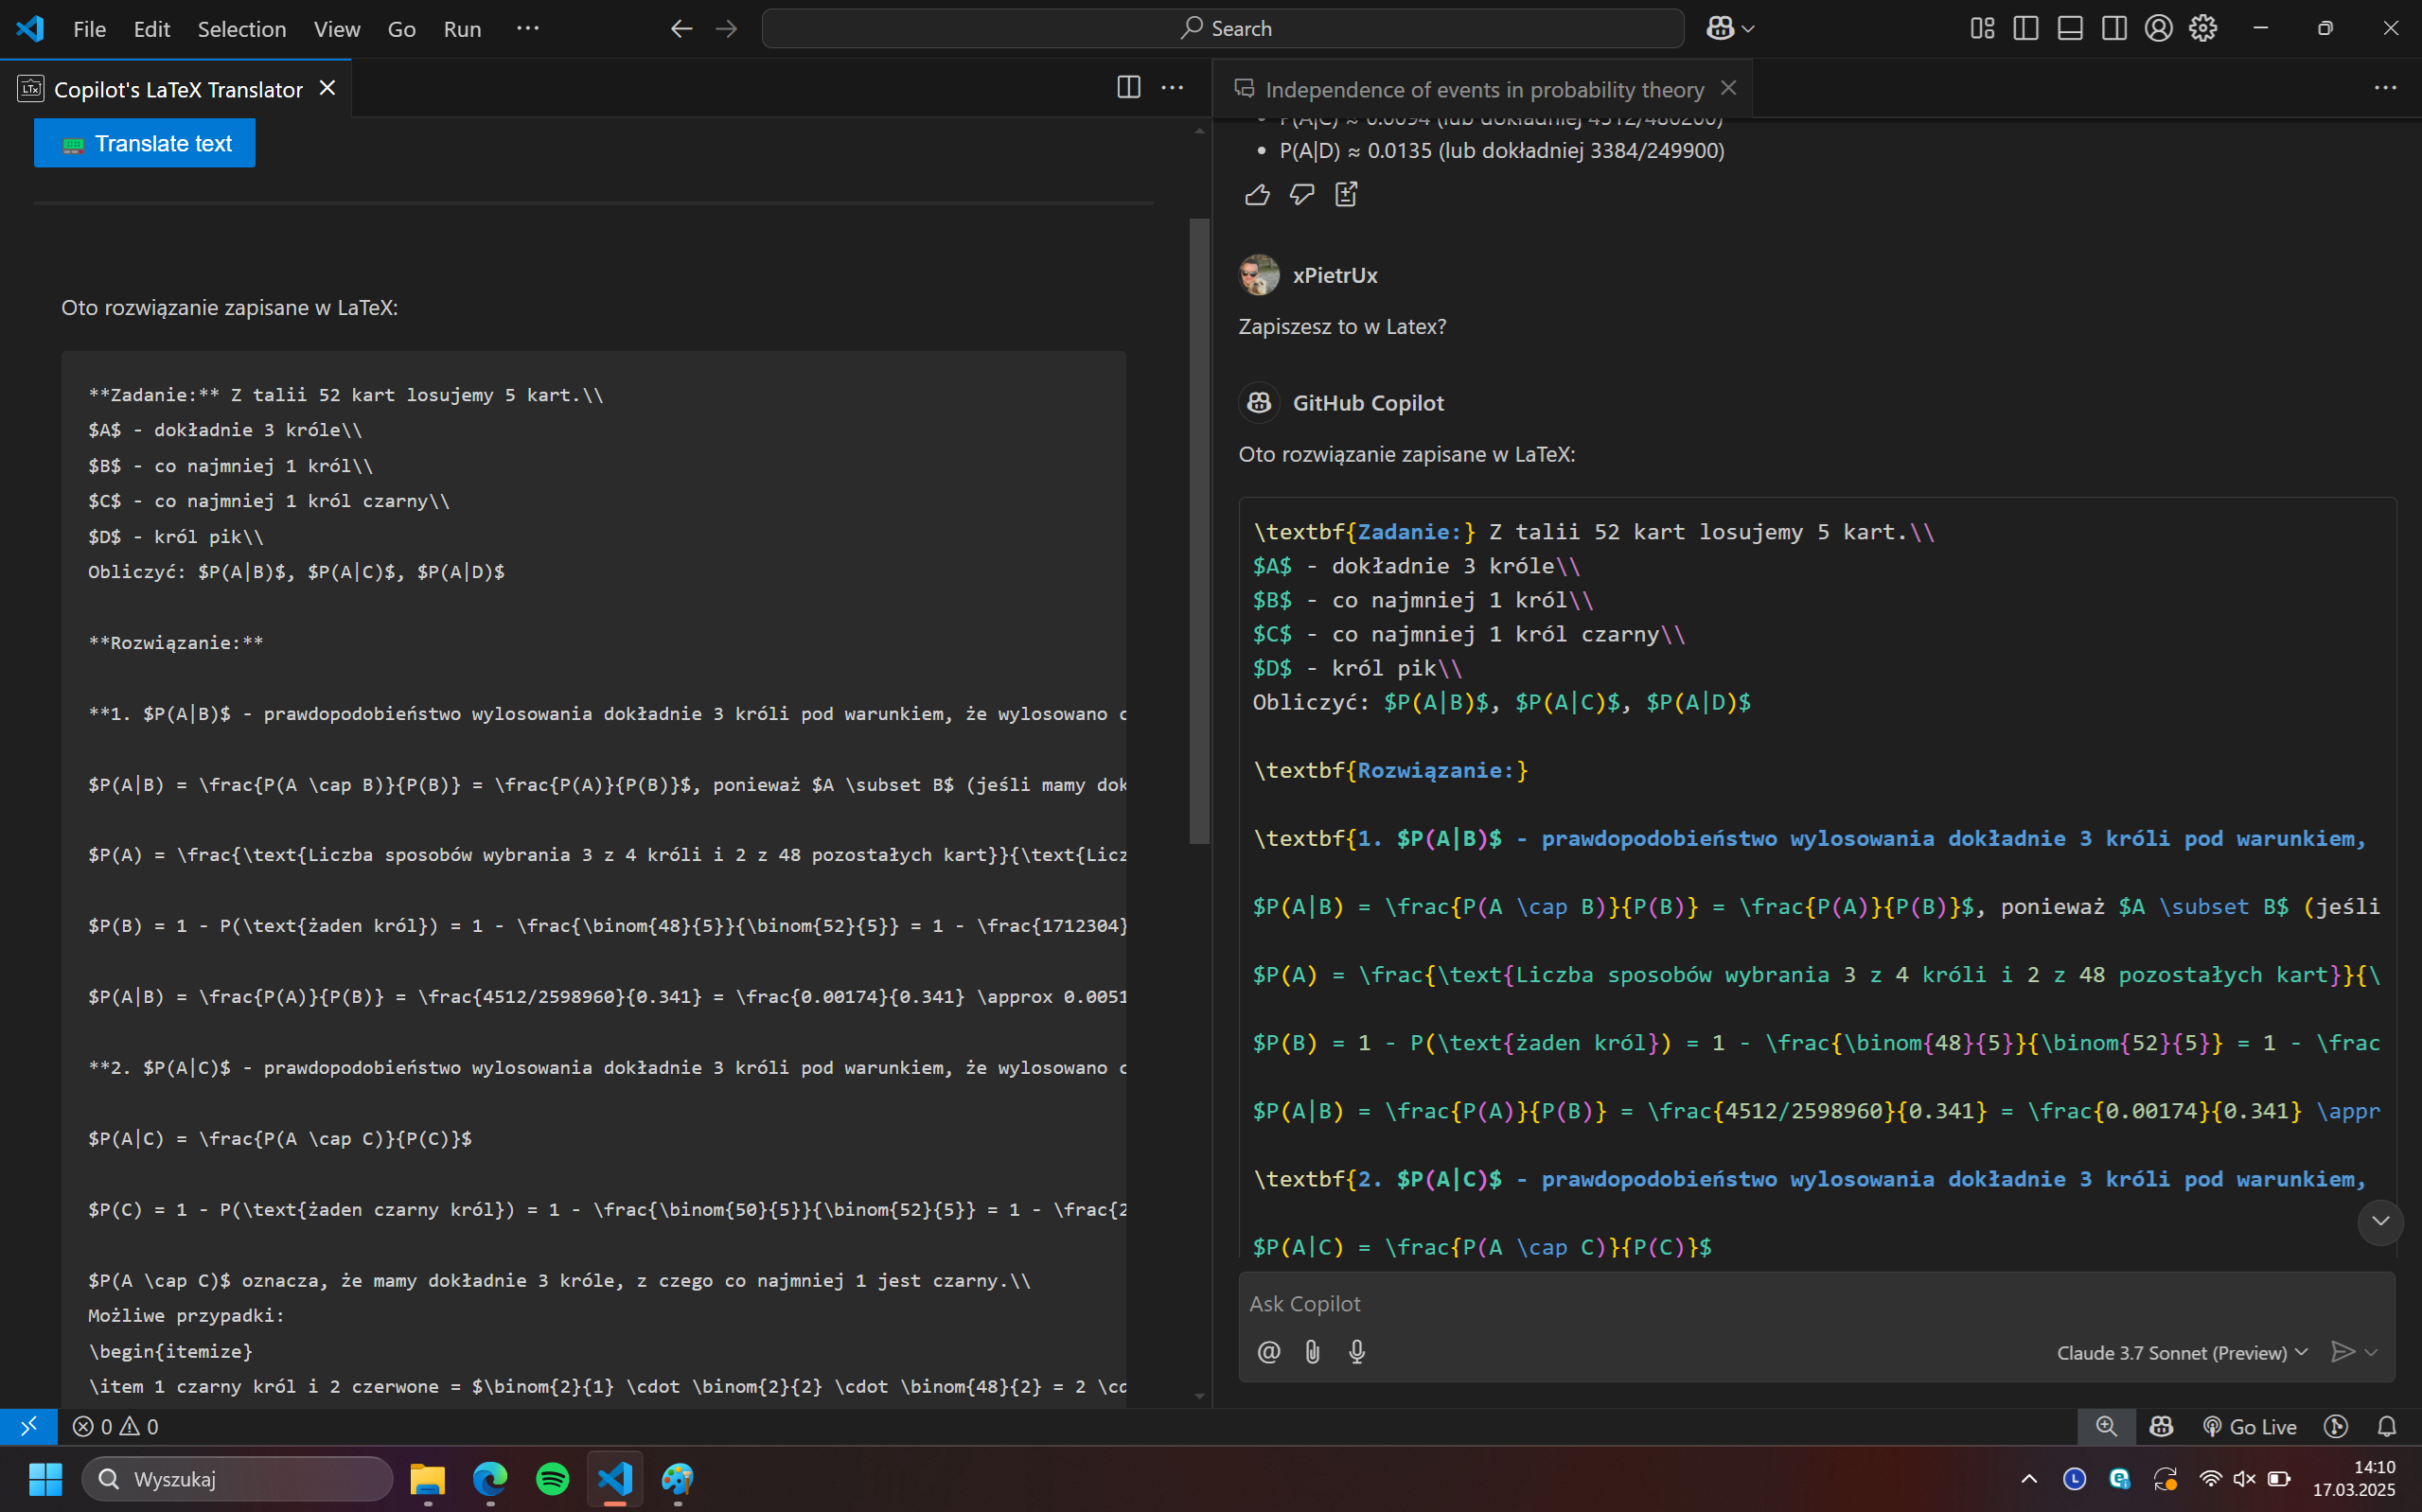 File Edit Selection View Go Run ···
Search
Copilot's LaTeX Translator
Translate text
Oto rozwiązanie zapisane w LaTeX:
**Zadanie:** Z talii 52 kart losujemy 5 kart.\\
$A$ - dokładnie 3 króle\\
$B$ - co najmniej 1 król\\
$C$ - co najmniej 1 król czarny\\
$D$ - król pik\\
Obliczyć: $P(A|B)$, $P(A|C)$, $P(A|D)$
**Rozwiązanie:**
**1. $P(A|B)$ - prawdopodobieństwo wylosowania dokładnie 3 króli pod warunkiem, że wylosowano c
$P(A|B) = \frac{P(A \cap B)}{P(B)} = \frac{P(A)}{P(B)}$, ponieważ $A \subset B$ (jeśli mamy dok
$P(A) = \frac{\text{Liczba sposobów wybrania 3 z 4 króli i 2 z 48 pozostałych kart}}{\text{Licz
$P(B) = 1 - P(\text{żaden król}) = 1 - \frac{\binom{48}{5}}{\binom{52}{5}} = 1 - \frac{1712304}
$P(A|B) = \frac{P(A)}{P(B)} = \frac{4512/2598960}{0.341} = \frac{0.00174}{0.341} \approx 0.0051
**2. $P(A|C)$ - prawdopodobieństwo wylosowania dokładnie 3 króli pod warunkiem, że wylosowano c
$P(A|C) = \frac{P(A \cap C)}{P(C)}$
$P(C) = 1 - P(\text{żaden czarny król}) = 1 - \frac{\binom{50}{5}}{\binom{52}{5}} = 1 - \frac{2
$P(A \cap C)$ oznacza, że mamy dokładnie 3 króle, z czego co najmniej 1 jest czarny.\\
Możliwe przypadki:
\begin{itemize}
\item 1 czarny król i 2 czerwone = $\binom{2}{1} \cdot \binom{2}{2} \cdot \binom{48}{2} = 2 \cd
Independence of events in probability theory
• P(A|C) ≈ 0.0094 (lub dokładniej 4512/480200)
• P(A|D) ≈ 0.0135 (lub dokładniej 3384/249900)
xPietrUx
Zapiszesz to w Latex?
GitHub Copilot
Oto rozwiązanie zapisane w LaTeX:
\textbf{Zadanie:} Z talii 52 kart losujemy 5 kart.\\
$A$ - dokładnie 3 króle\\
$B$ - co najmniej 1 król\\
$C$ - co najmniej 1 król czarny\\
$D$ - król pik\\
Obliczyć: $P(A|B)$, $P(A|C)$, $P(A|D)$
\textbf{Rozwiązanie:}
\textbf{1. $P(A|B)$ - prawdopodobieństwo wylosowania dokładnie 3 króli pod warunkiem,
$P(A|B) = \frac{P(A \cap B)}{P(B)} = \frac{P(A)}{P(B)}$, ponieważ $A \subset B$ (jeśli
$P(A) = \frac{\text{Liczba sposobów wybrania 3 z 4 króli i 2 z 48 pozostałych kart}}{\
$P(B) = 1 - P(\text{żaden król}) = 1 - \frac{\binom{48}{5}}{\binom{52}{5}} = 1 - \frac
$P(A|B) = \frac{P(A)}{P(B)} = \frac{4512/2598960}{0.341} = \frac{0.00174}{0.341} \appr
\textbf{2. $P(A|C)$ - prawdopodobieństwo wylosowania dokładnie 3 króli pod warunkiem,
$P(A|C) = \frac{P(A \cap C)}{P(C)}$
Ask Copilot
Claude 3.7 Sonnet (Preview)
0 0
Go Live
Wyszukaj
14:10
17.03.2025